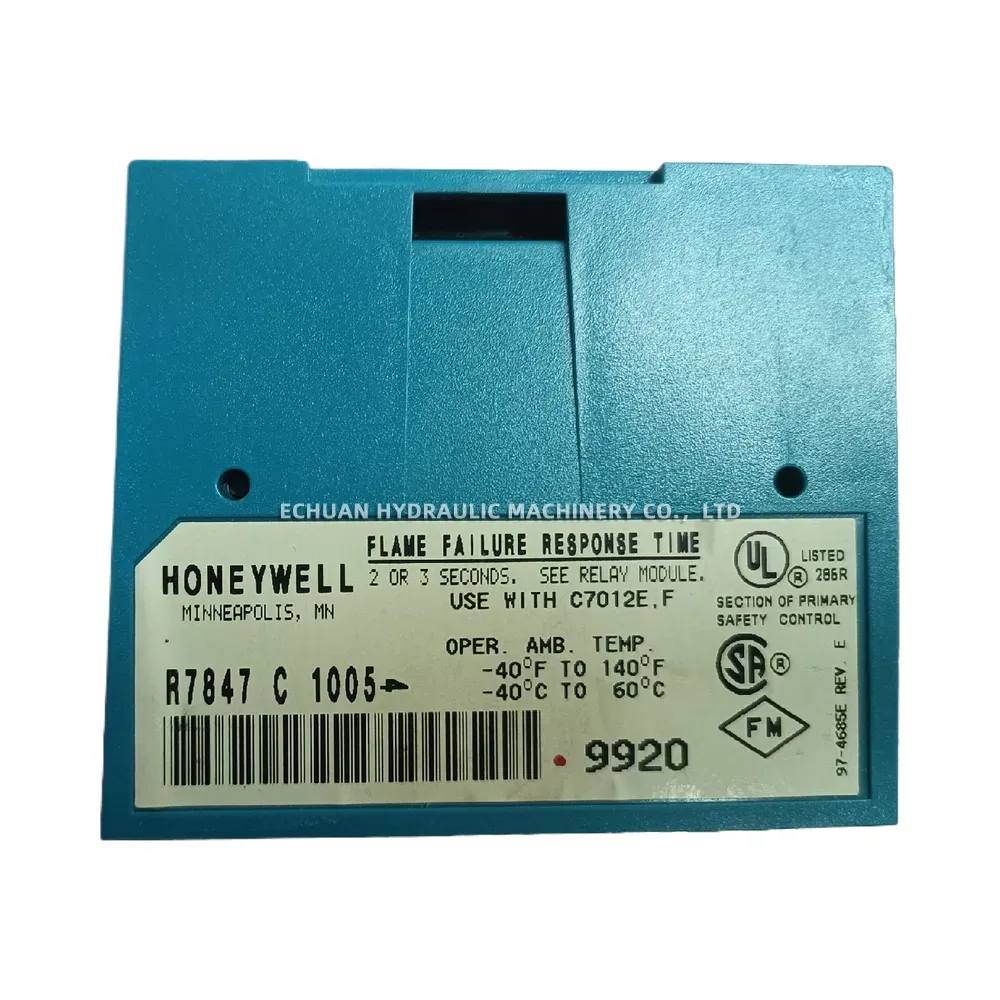 ECHUAN HYDRAULIC MACHINERY CO., LTD
FLAME FAILURE RESPONSE TIME
2 OR 3 SECONDS. SEE RELAY MODULE.
USE WITH C7012E,F
HONEYWELL
MINNEAPOLIS, MN
OPER. AMB. TEMP.
-40°F TO 140°F
-40°C TO 60°C
R7847 C 1005
9920
UL ®
LISTED
286R
SECTION OF PRIMARY
SAFETY CONTROL
SA ®
FM
97-4685E REV. E